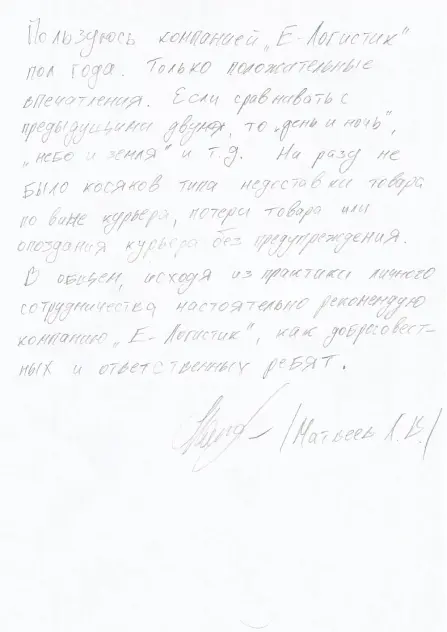 Пользуюсь компанией „Е-Логистик"
пол года. Только положительные
впечатления. Если сравнивать с
предыдущими двумя, то „день и ночь",
„небо и земля" и т.д. Ни разу не
было косяков типа недоставки товара
по вине курьера, потери товара или
опоздания курьера без предупреждения.
В общем, исходя из практики личного
сотрудничества настоятельно рекомендую
компанию „Е-Логистик", как добросовест-
ных и ответственных ребят.
/Матвеев А.В./